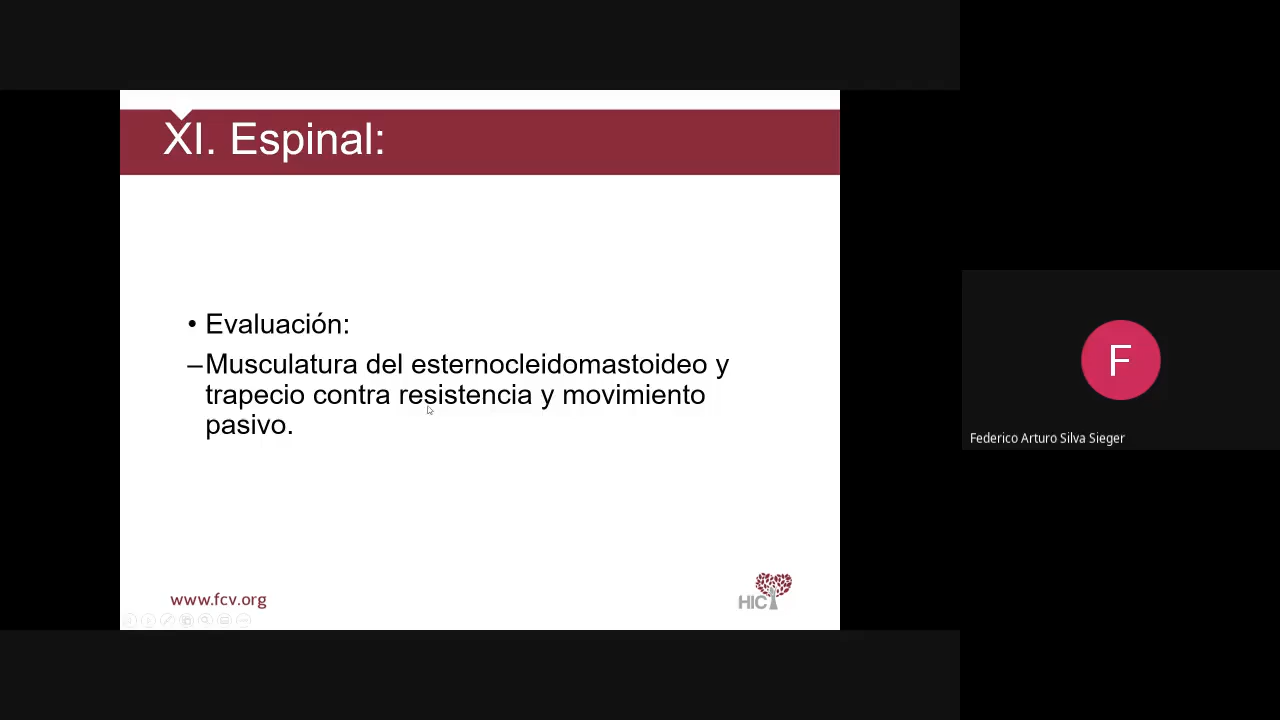 XI. Espinal:
• Evaluación:
–Musculatura del esternocleidomastoideo y
trapecio contra resistencia y movimiento
pasivo.
www.fcv.org
HIC
F
Federico Arturo Silva Sieger